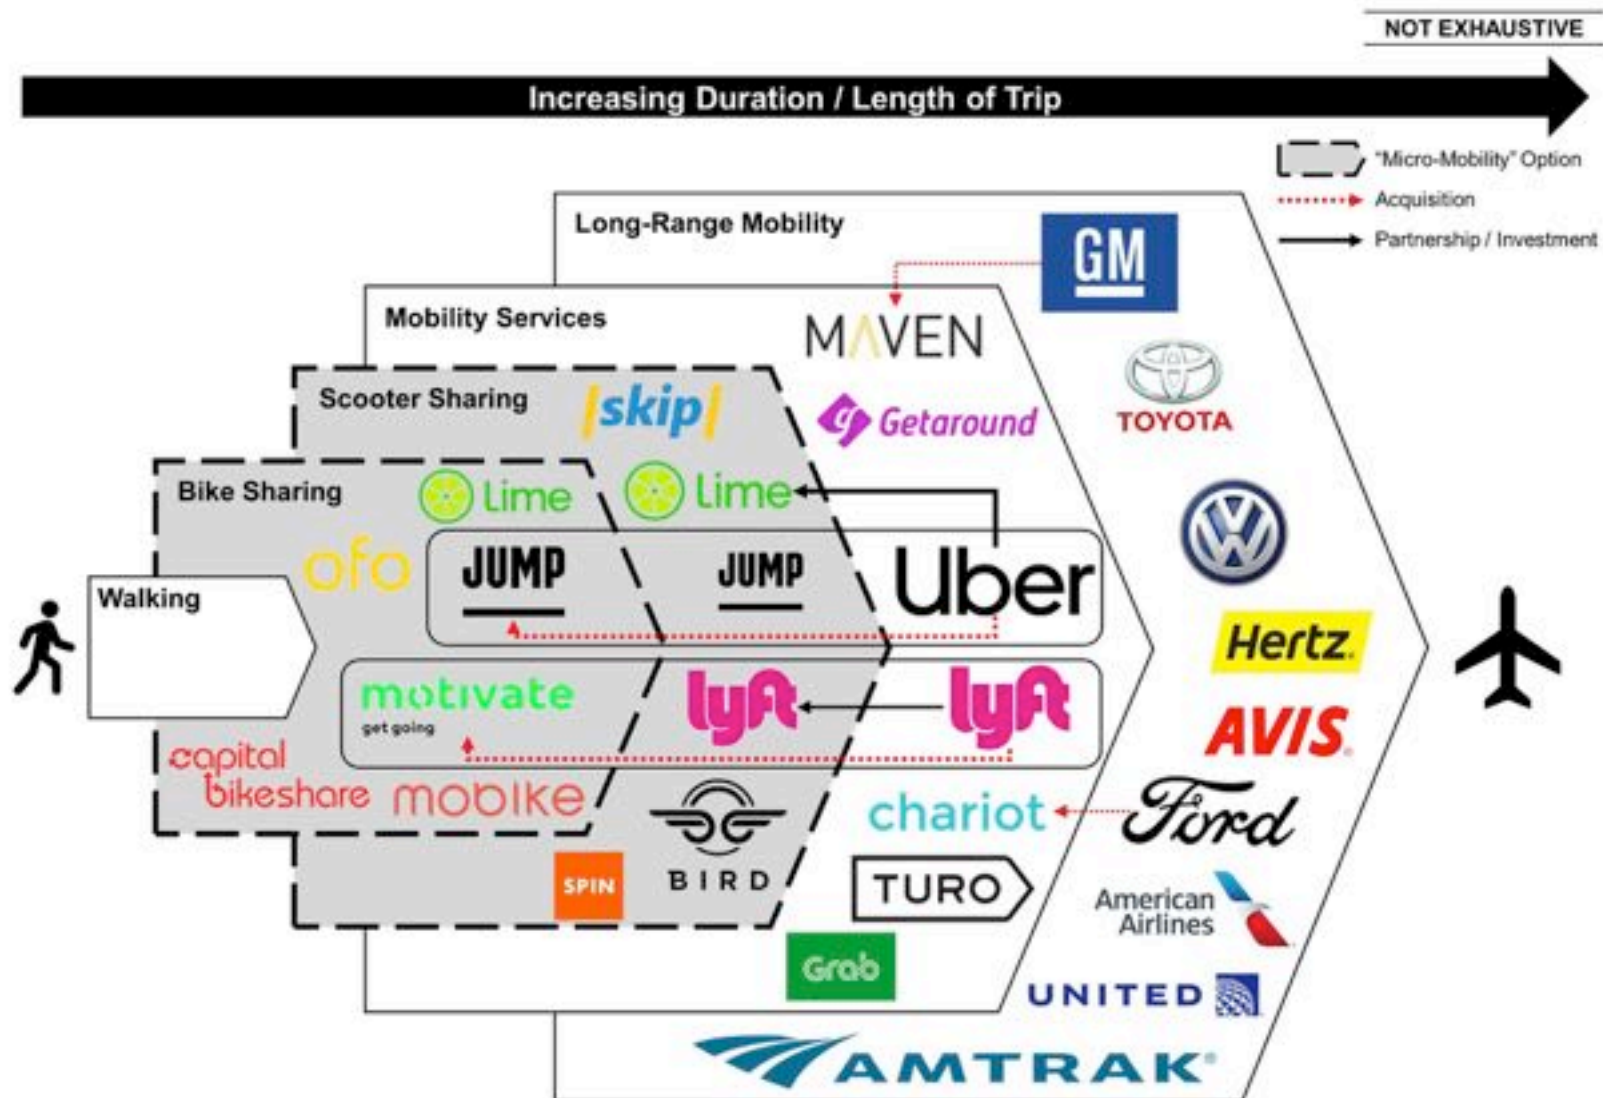 NOT EXHAUSTIVE
Increasing Duration / Length of Trip
"Micro-Mobility" Option
Acquisition
Partnership / Investment
Long-Range Mobility
GM
Mobility Services
MAVEN
TOYOTA
Scooter Sharing
|skip|
g Getaround
Bike Sharing
Lime
Lime
VW
ofo
JUMP
JUMP
Uber
Walking
Hertz.
motivate
get going
lyft
lyft
AVIS
capital
bikeshare
mobike
chariot
Ford
SPIN
BIRD
TURO
American
Airlines
Grab
UNITED
AMTRAK®